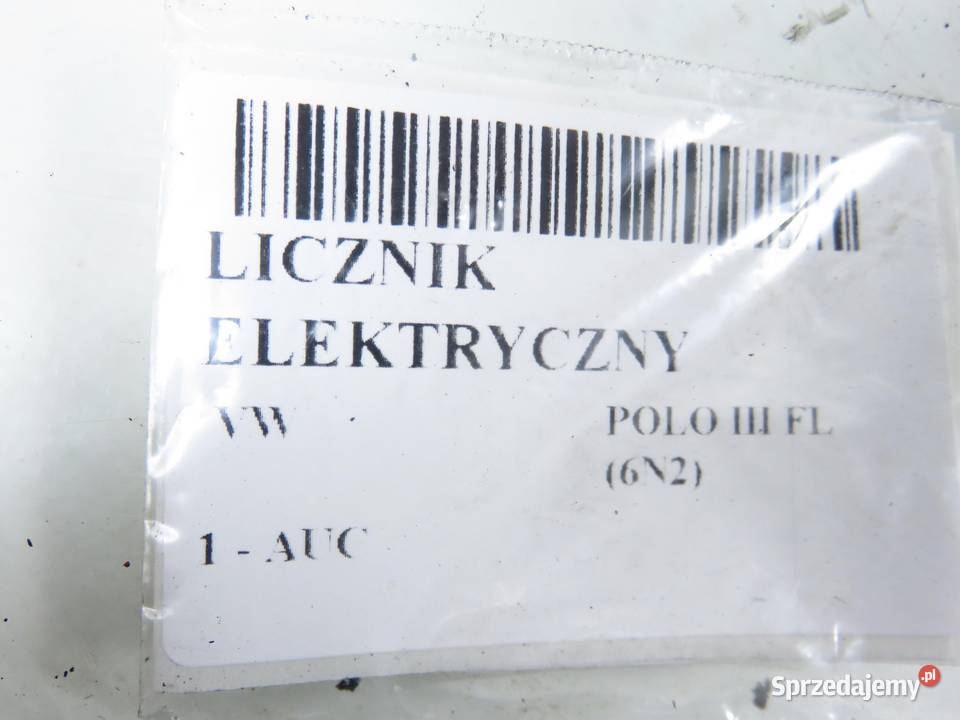 LICZNIK
ELEKTRYCZNY
VW POLO III FL
(6N2)
1 - AUC
Sprzedajemy.pl